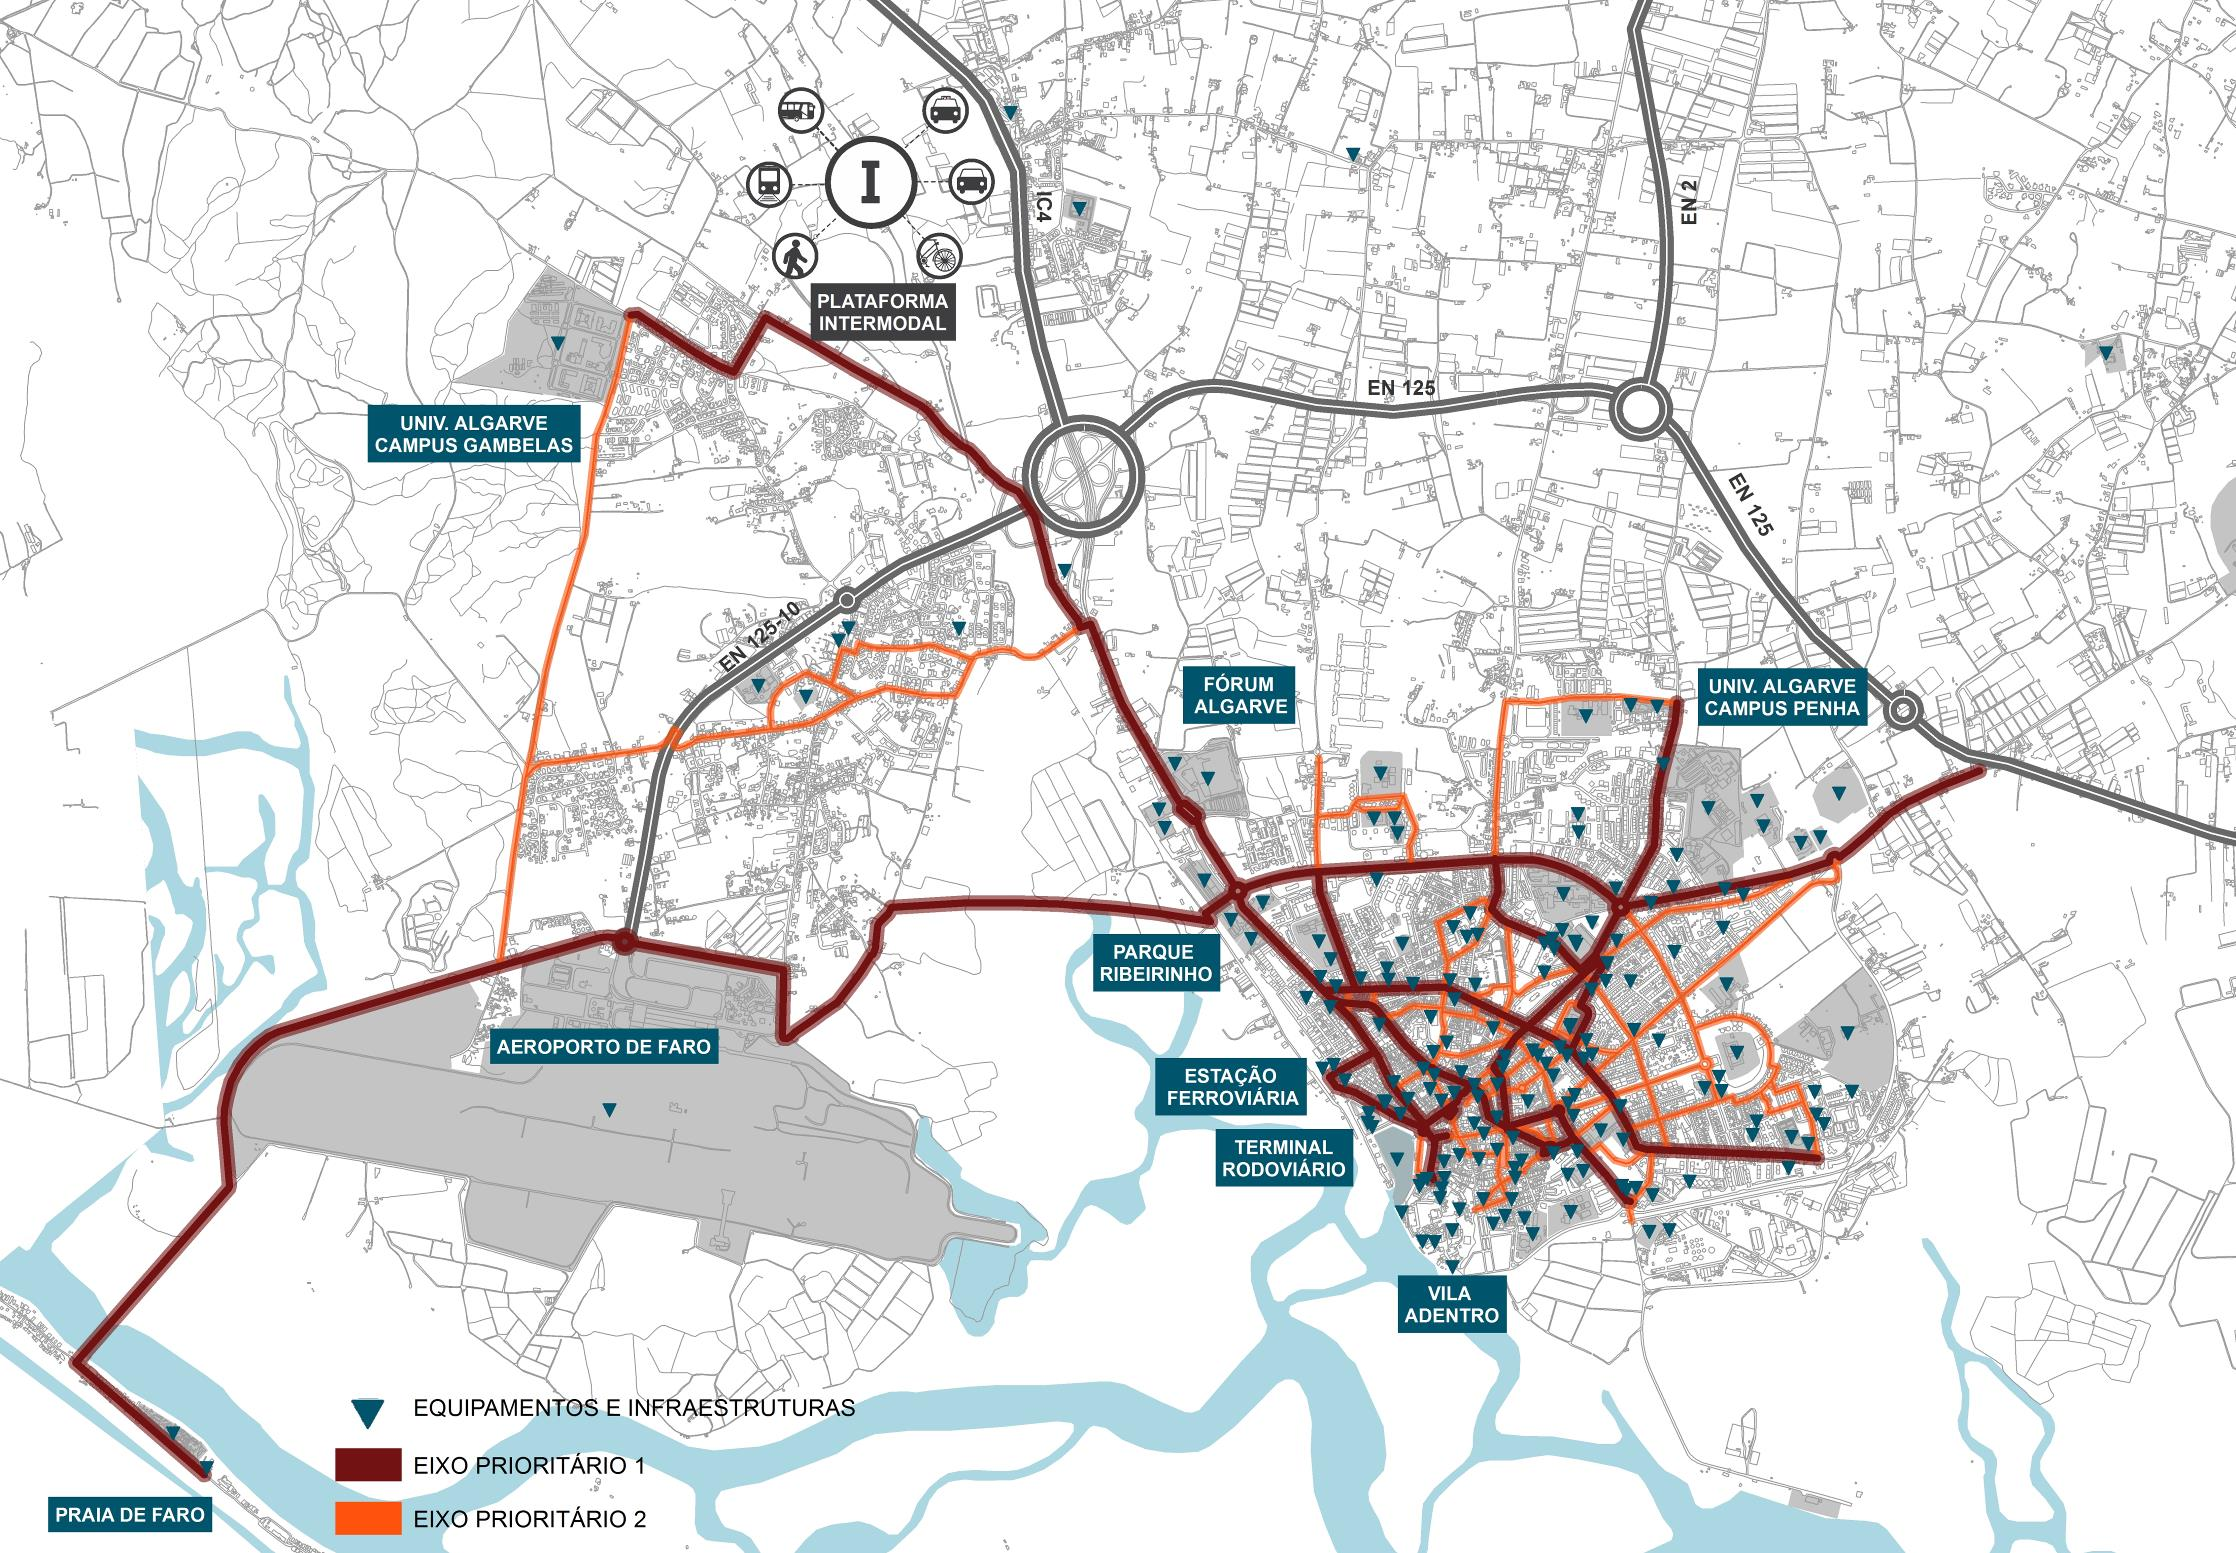 IC4
EN 2
I
PLATAFORMA
INTERMODAL
EN 125
UNIV. ALGARVE
CAMPUS GAMBELAS
EN 125
EN 125-10
FÓRUM
ALGARVE
UNIV. ALGARVE
CAMPUS PENHA
PARQUE
RIBEIRINHO
AEROPORTO DE FARO
ESTAÇÃO
FERROVIÁRIA
TERMINAL
RODOVIÁRIO
VILA
ADENTRO
EQUIPAMENTOS E INFRAESTRUTURAS
EIXO PRIORITÁRIO 1
PRAIA DE FARO
EIXO PRIORITÁRIO 2